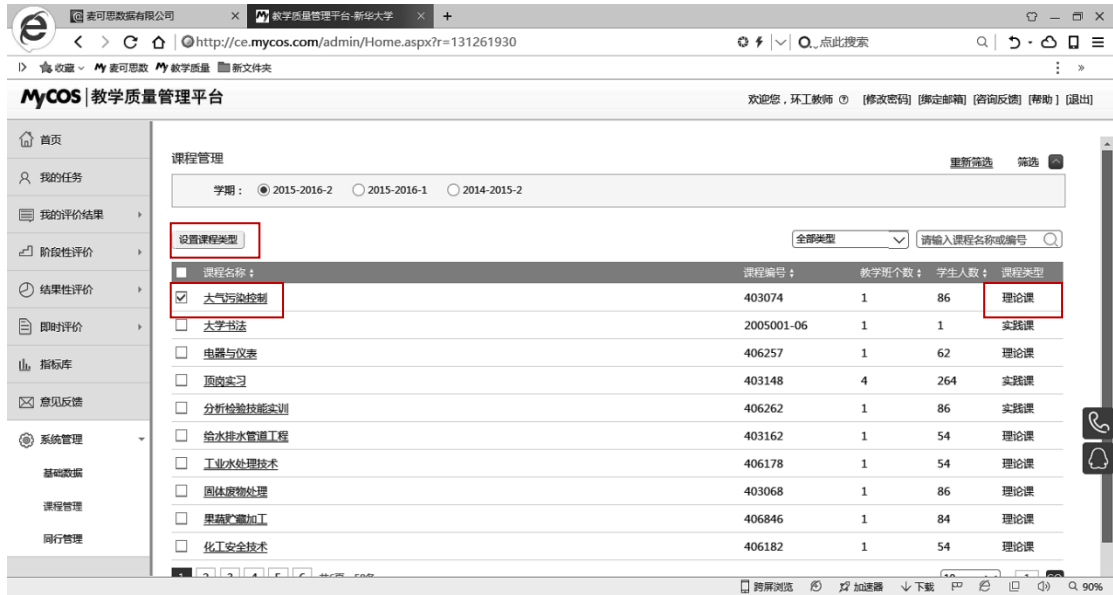 麦可思数据有限公司 × 教学质量管理平台-新华大学 × +
http://ce.mycos.com/admin/Home.aspx?r=131261930 点此搜索
收藏 麦可思数 教学质量 新文件夹
MyCOS 教学质量管理平台 欢迎您，环工教师 [修改密码] [绑定邮箱] [咨询反馈] [帮助] [退出]
首页
我的任务
我的评价结果
阶段性评价
结果性评价
即时评价
指标库
意见反馈
系统管理
基础数据
课程管理
同行管理
课程管理 重新筛选 筛选
学期： 2015-2016-2 2015-2016-1 2014-2015-2
设置课程类型 全部类型 请输入课程名称或编号
课程名称 课程编号 教学班个数 学生人数 课程类型
大气污染控制 403074 1 86 理论课
大学书法 2005001-06 1 1 实践课
电器与仪表 406257 1 62 理论课
顶岗实习 403148 4 264 实践课
分析检验技能实训 406262 1 86 实践课
给水排水管道工程 403162 1 54 理论课
工业水处理技术 406178 1 54 理论课
固体废物处理 403068 1 86 理论课
果蔬贮藏加工 406846 1 84 理论课
化工安全技术 406182 1 54 理论课
跨屏浏览 加速器 下载 90%